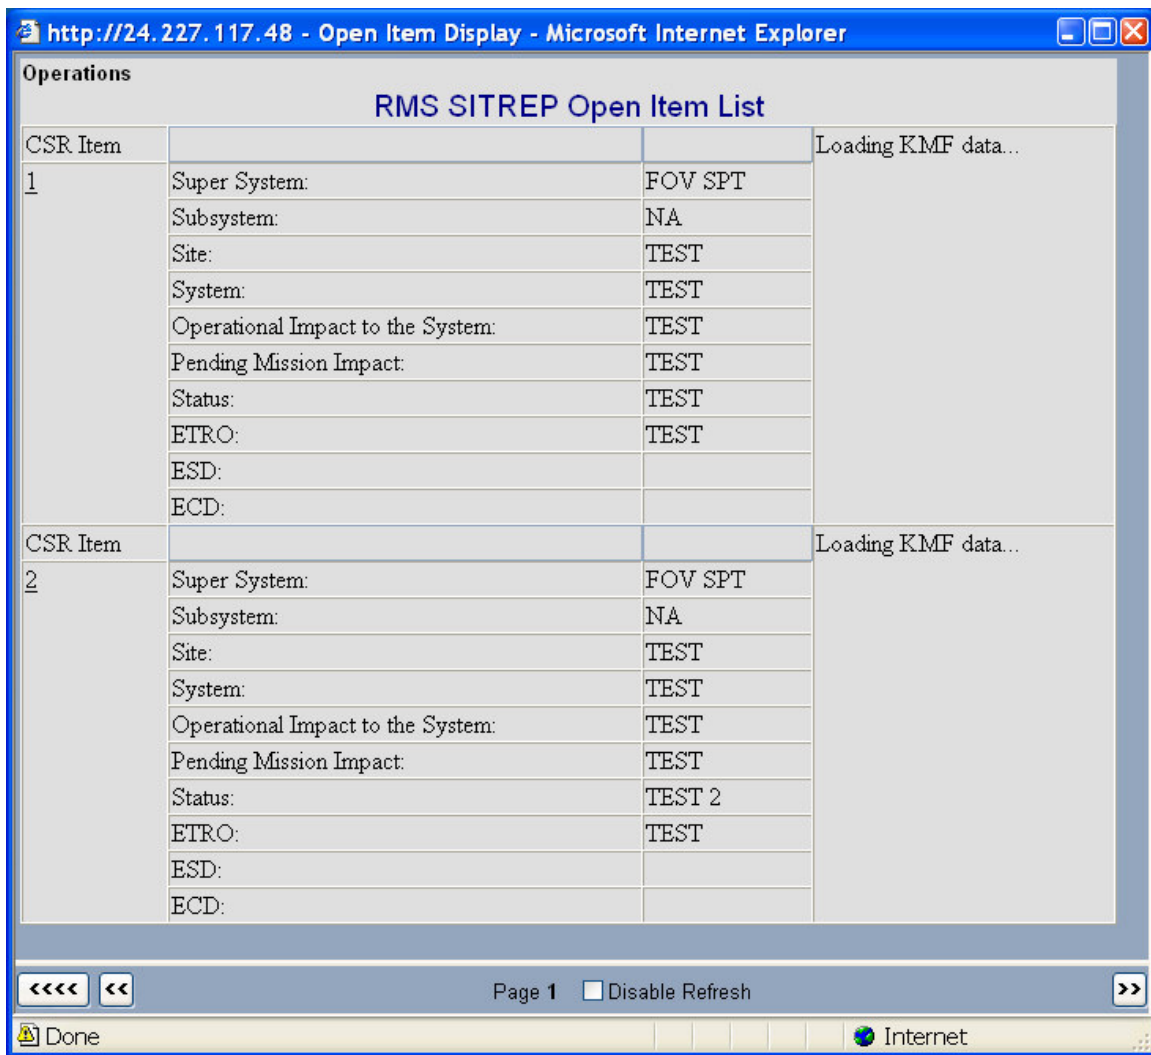 http://24.227.117.48 - Open Item Display - Microsoft Internet Explorer
Operations
RMS SITREP Open Item List
CSR Item Loading KMF data...
1 Super System: FOV SPT
Subsystem: NA
Site: TEST
System: TEST
Operational Impact to the System: TEST
Pending Mission Impact: TEST
Status: TEST
ETRO: TEST
ESD:
ECD:
CSR Item Loading KMF data...
2 Super System: FOV SPT
Subsystem: NA
Site: TEST
System: TEST
Operational Impact to the System: TEST
Pending Mission Impact: TEST
Status: TEST 2
ETRO: TEST
ESD:
ECD:
<<<< << Page 1 Disable Refresh >>
Done Internet